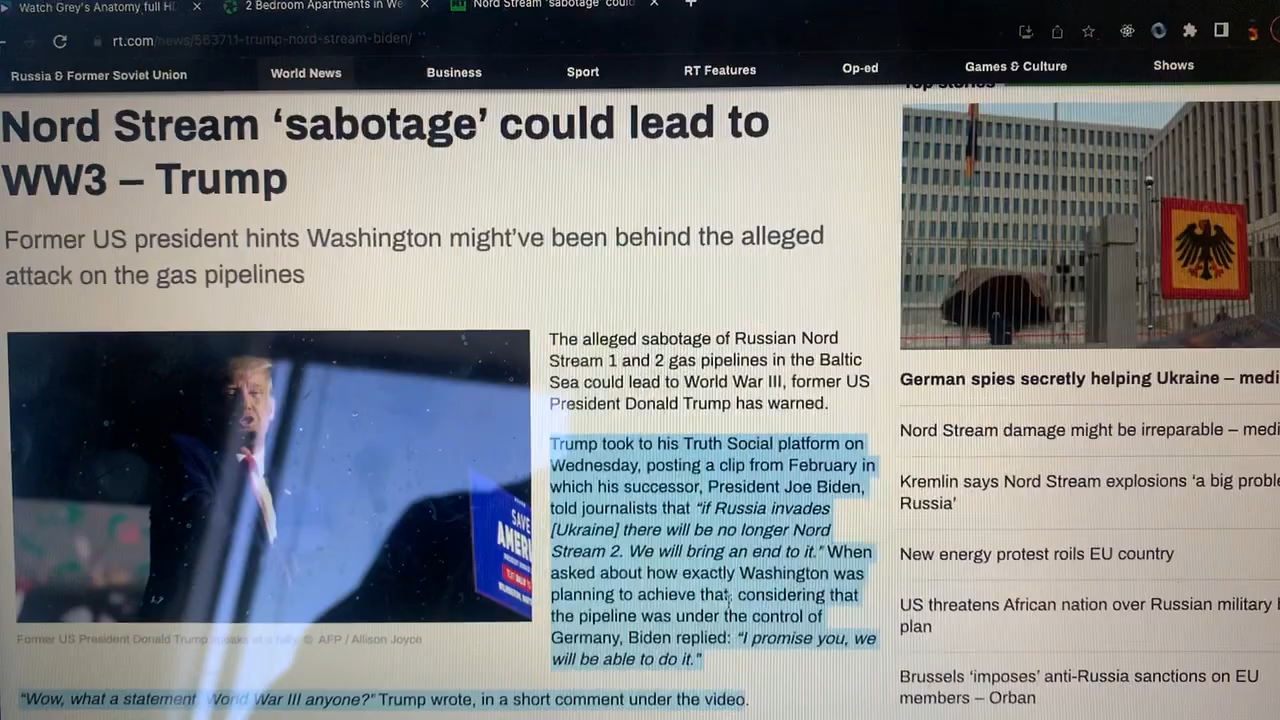 Watch Grey's Anatomy full HD
2 Bedroom Apartments in We
Nord Stream 'sabotage' could
rt.com/news/563711-trump-nord-stream-biden/
Russia & Former Soviet Union
World News
Business
Sport
RT Features
Op-ed
Games & Culture
Shows
Nord Stream ‘sabotage’ could lead to
WW3 – Trump
Former US president hints Washington might've been behind the alleged
attack on the gas pipelines
SAVE
AMERI
Former US President Donald Trump speaks at a rally. © AFP / Allison Joyce
The alleged sabotage of Russian Nord
Stream 1 and 2 gas pipelines in the Baltic
Sea could lead to World War III, former US
President Donald Trump has warned.
Trump took to his Truth Social platform on
Wednesday, posting a clip from February in
which his successor, President Joe Biden,
told journalists that “if Russia invades
[Ukraine] there will be no longer Nord
Stream 2. We will bring an end to it.” When
asked about how exactly Washington was
planning to achieve that, considering that
the pipeline was under the control of
Germany, Biden replied: “I promise you, we
will be able to do it.”
“Wow, what a statement. World War III anyone?” Trump wrote, in a short comment under the video.
Top stories
German spies secretly helping Ukraine – medi
Nord Stream damage might be irreparable – medi
Kremlin says Nord Stream explosions ‘a big proble
Russia’
New energy protest roils EU country
US threatens African nation over Russian military
plan
Brussels ‘imposes’ anti-Russia sanctions on EU
members – Orban